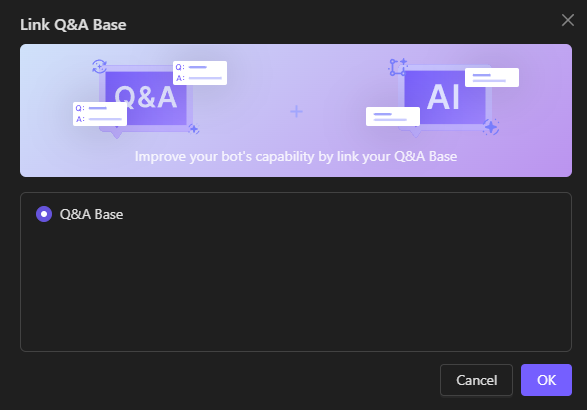 Link Q&A Base
Q:
A:
Q&A
Q:
A:
+
AI
Improve your bot's capability by link your Q&A Base
Q&A Base
Cancel
OK